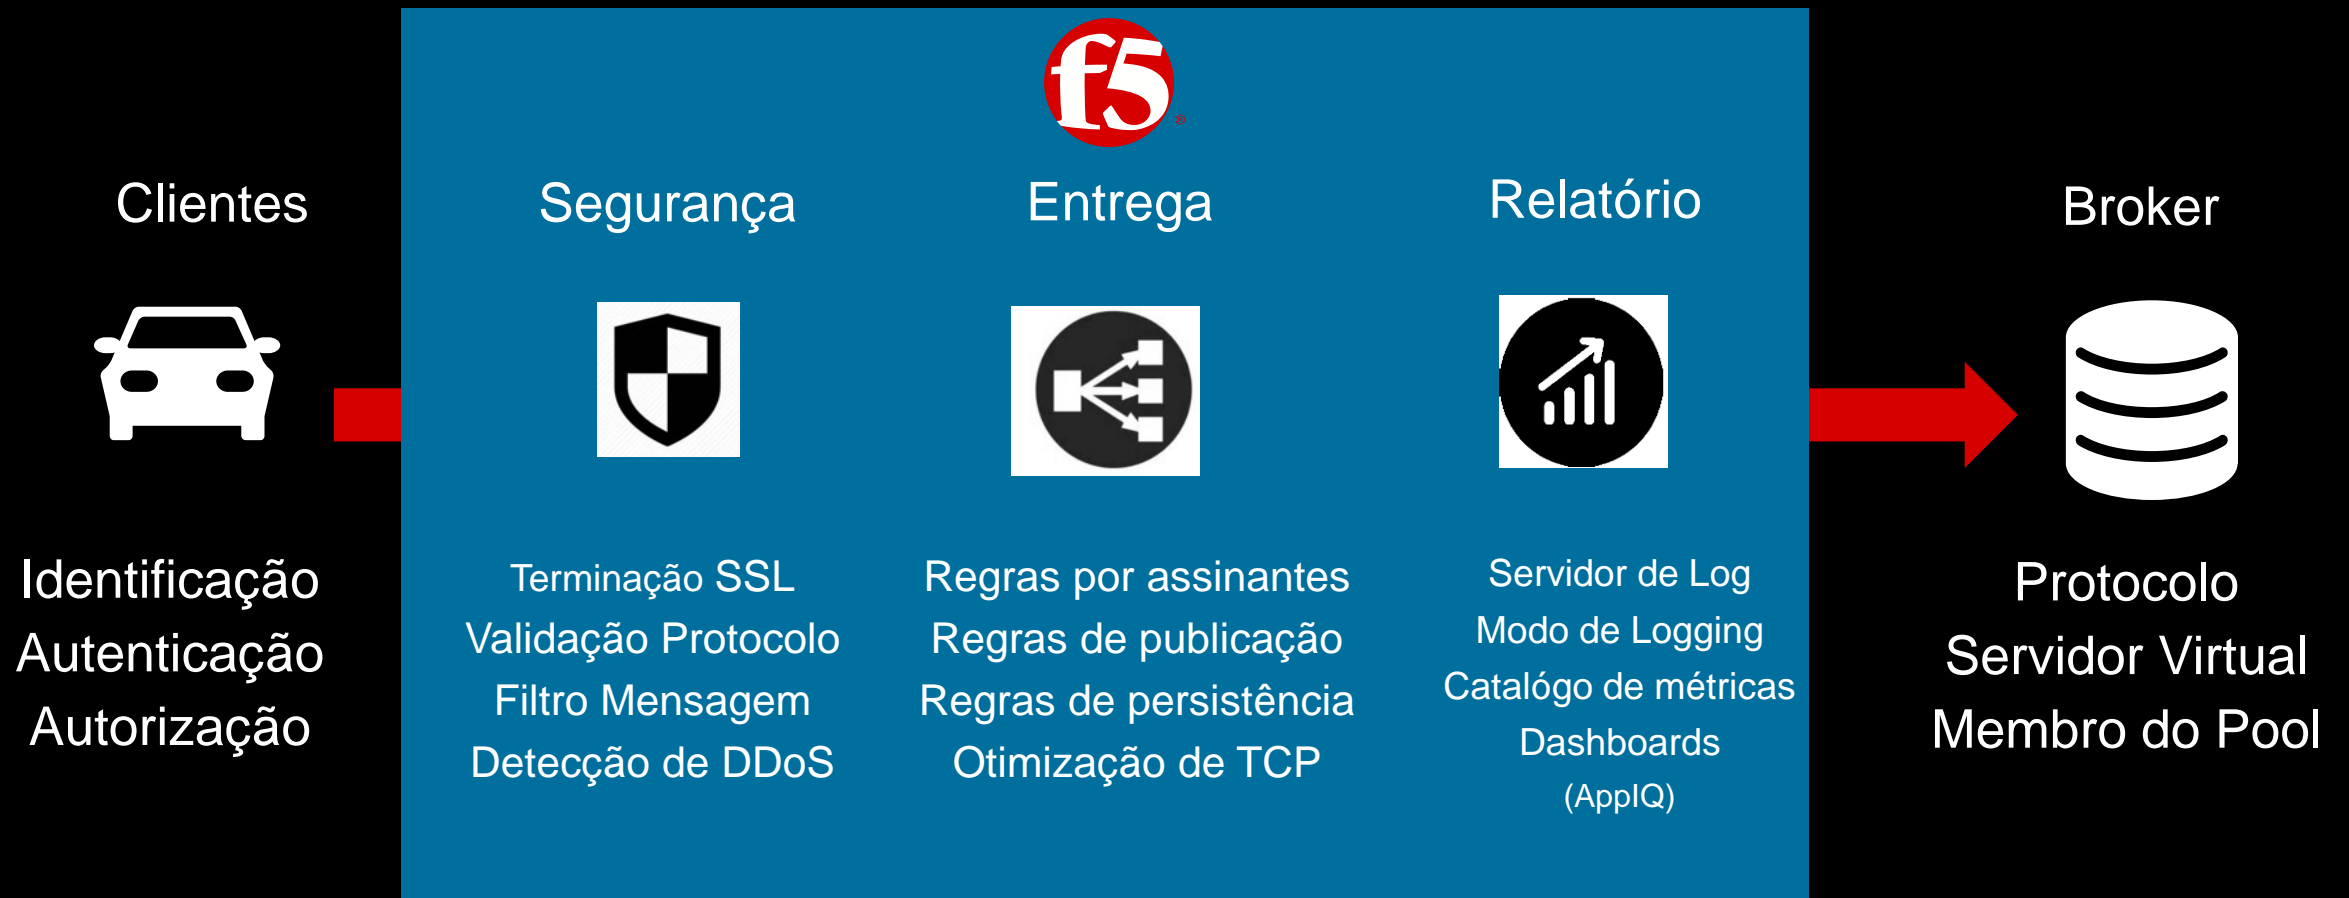 f5
®
Clientes
Identificação
Autenticação
Autorização
Segurança
Terminação SSL
Validação Protocolo
Filtro Mensagem
Detecção de DDoS
Entrega
Regras por assinantes
Regras de publicação
Regras de persistência
Otimização de TCP
Relatório
Servidor de Log
Modo de Logging
Catalógo de métricas
Dashboards
(AppIQ)
Broker
Protocolo
Servidor Virtual
Membro do Pool